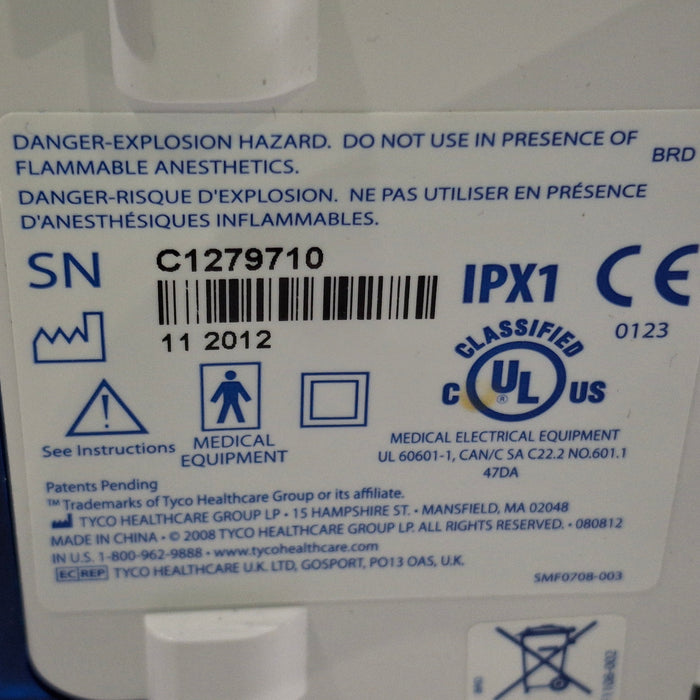 DANGER-EXPLOSION HAZARD. DO NOT USE IN PRESENCE OF
FLAMMABLE ANESTHETICS.
BRD
DANGER-RISQUE D'EXPLOSION. NE PAS UTILISER EN PRÉSENCE
D'ANESTHÉSIQUES INFLAMMABLES.
SN
C1279710
11 2012
IPX1
CE
0123
CLASSIFIED
C UL US
®
See Instructions
MEDICAL
EQUIPMENT
MEDICAL ELECTRICAL EQUIPMENT
UL 60601-1, CAN/C SA C22.2 NO.601.1
47DA
Patents Pending
™ Trademarks of Tyco Healthcare Group or its affiliate.
TYCO HEALTHCARE GROUP LP • 15 HAMPSHIRE ST. • MANSFIELD, MA 02048
MADE IN CHINA • © 2008 TYCO HEALTHCARE GROUP LP. ALL RIGHTS RESERVED. • 080812
IN U.S. 1-800-962-9888 • www.tycohealthcare.com
EC REP TYCO HEALTHCARE U.K. LTD, GOSPORT, PO13 OAS, U.K.
SMF0708-003
BRD